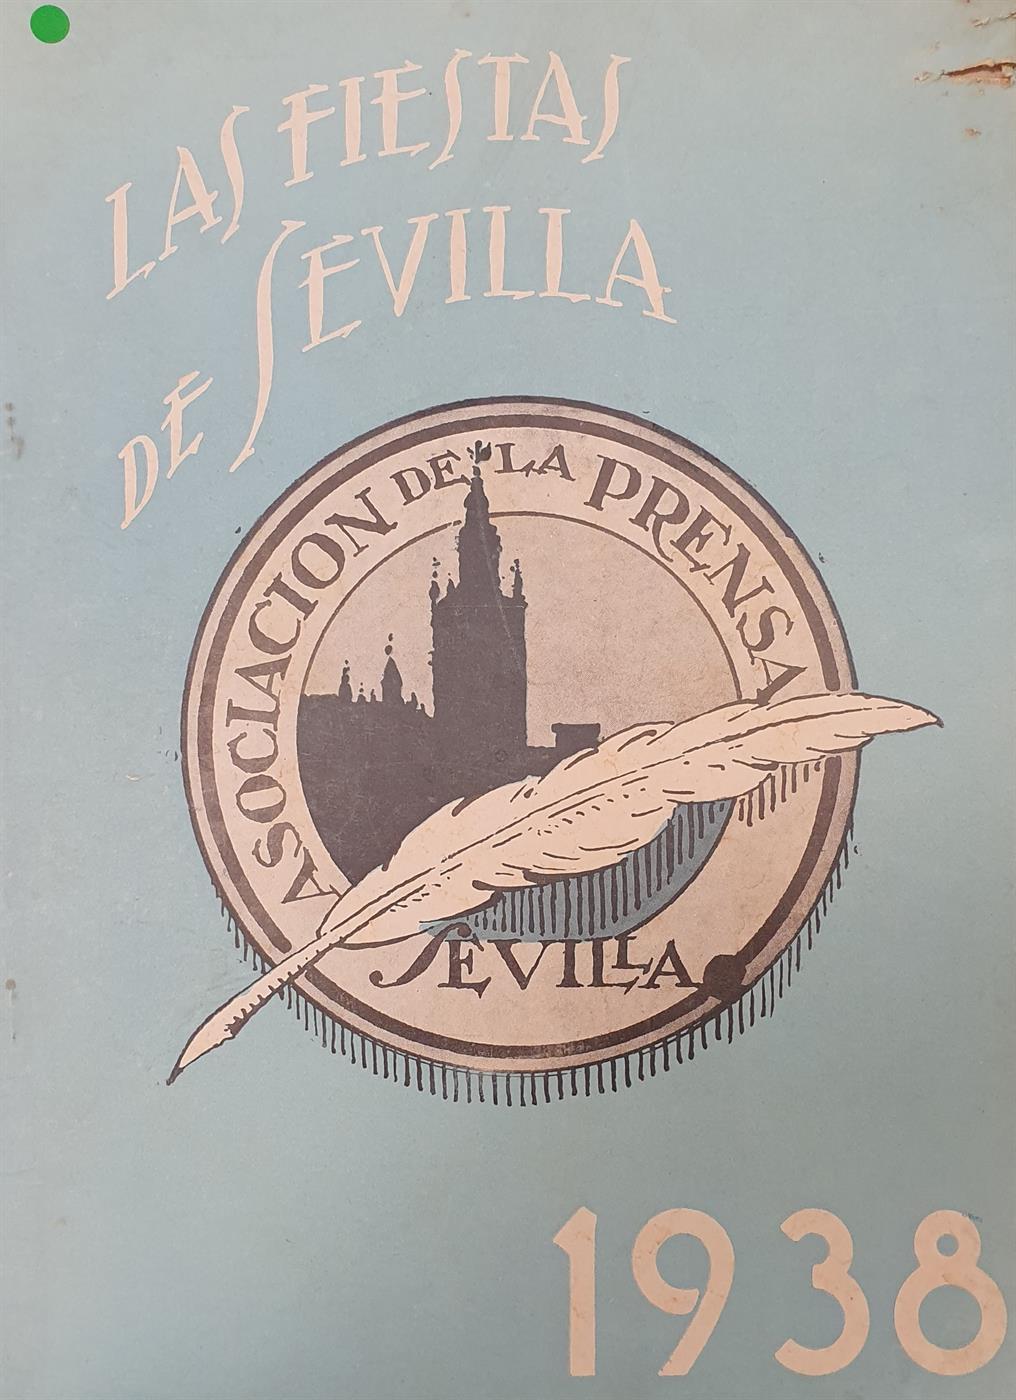 LAS FIESTAS
DE SEVILLA
ASOCIACION DE LA PRENSA
SEVILLA
1938